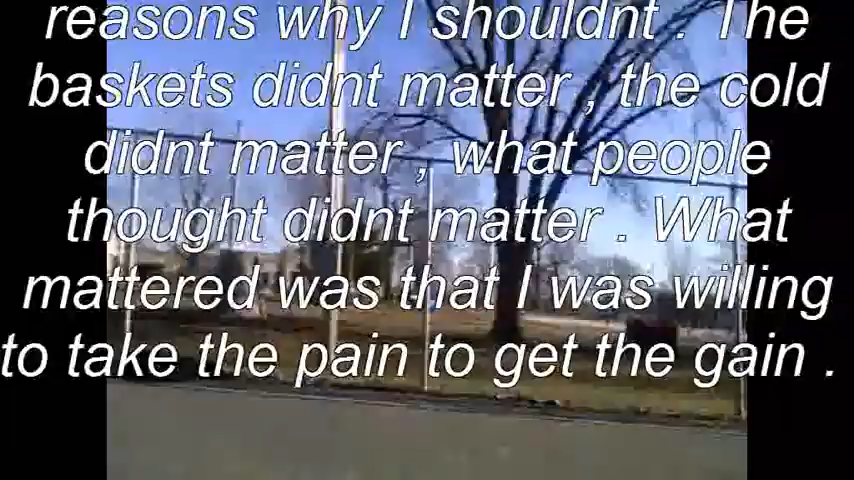 reasons why I shouldnt . The
baskets didnt matter , the cold
didnt matter , what people
thought didnt matter . What
mattered was that I was willing
to take the pain to get the gain .